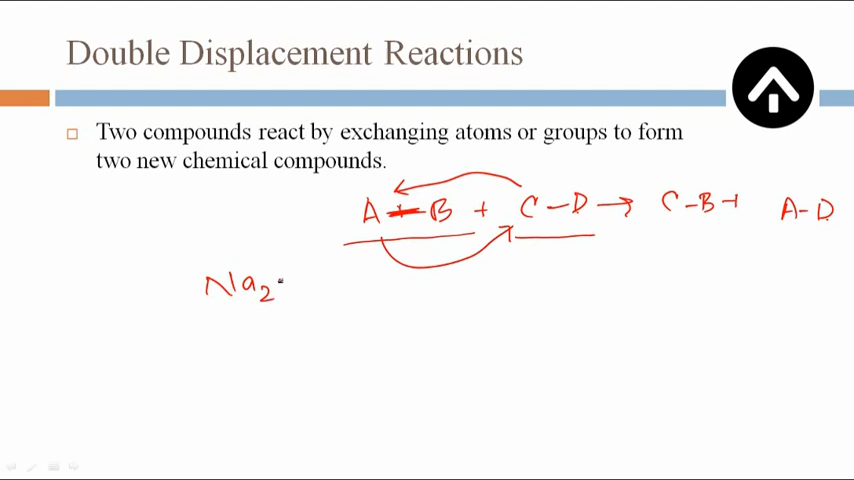 Double Displacement Reactions
Two compounds react by exchanging atoms or groups to form
two new chemical compounds.
A-B + C-D → C-B + A-D
Na2